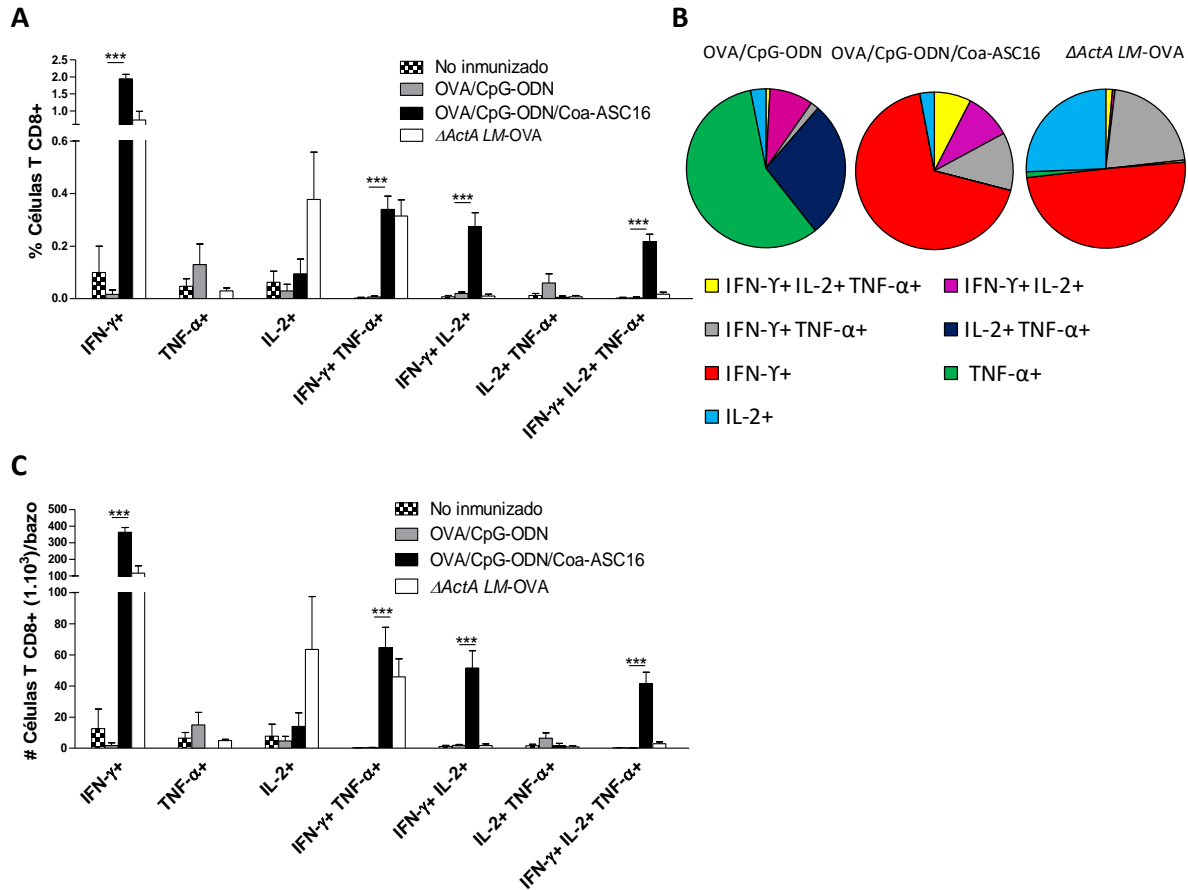 A
% Células T CD8+
2.5
2.0
1.5
1.0
0.6
0.4
0.2
0.0
***
***
***
***
No inmunizado
OVA/CpG-ODN
OVA/CpG-ODN/Coa-ASC16
ΔActA LM-OVA
IFN-γ+
TNF-α+
IL-2+
IFN-γ+ TNF-α+
IFN-γ+ IL-2+
IL-2+ TNF-α+
IFN-γ+ IL-2+ TNF-α+
B
OVA/CpG-ODN
OVA/CpG-ODN/Coa-ASC16
ΔActA LM-OVA
IFN-ϒ+ IL-2+ TNF-α+
IFN-ϒ+ IL-2+
IFN-ϒ+ TNF-α+
IL-2+ TNF-α+
IFN-ϒ+
TNF-α+
IL-2+
C
# Células T CD8+ (1.10³)/bazo
500
400
300
200
100
100
80
60
40
20
0
***
***
***
***
No inmunizado
OVA/CpG-ODN
OVA/CpG-ODN/Coa-ASC16
ΔActA LM-OVA
IFN-γ+
TNF-α+
IL-2+
IFN-γ+ TNF-α+
IFN-γ+ IL-2+
IL-2+ TNF-α+
IFN-γ+ IL-2+ TNF-α+